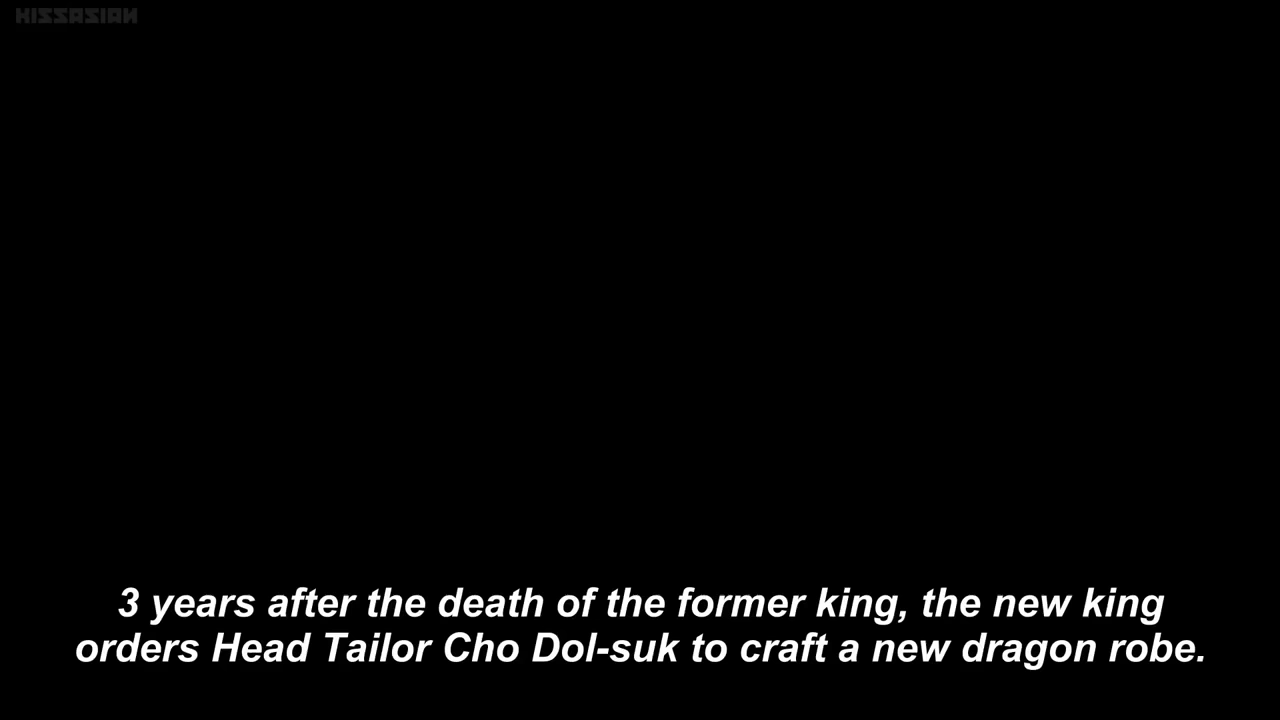 KISSASIAN
3 years after the death of the former king, the new king
orders Head Tailor Cho Dol-suk to craft a new dragon robe.